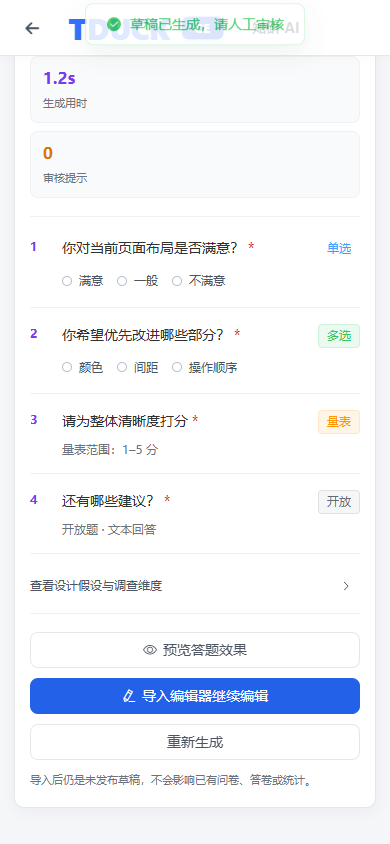 草稿已生成，请人工审核
TDUCK
1.2s
生成用时
0
审核提示
1 你对当前页面布局是否满意？ * 单选
满意 一般 不满意
2 你希望优先改进哪些部分？ * 多选
颜色 间距 操作顺序
3 请为整体清晰度打分 * 量表
量表范围：1–5 分
4 还有哪些建议？ * 开放
开放题 · 文本回答
查看设计假设与调查维度
预览答题效果
导入编辑器继续编辑
重新生成
导入后仍是未发布草稿，不会影响已有问卷、答卷或统计。